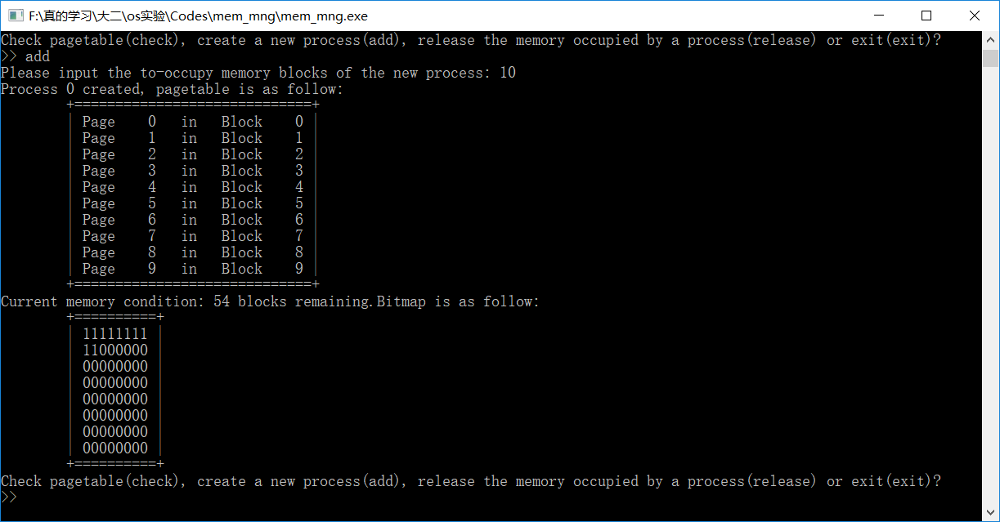 F:\真的学习\大二\os实验\Codes\mem_mng\mem_mng.exe
Check pagetable(check), create a new process(add), release the memory occupied by a process(release) or exit(exit)?
>> add
Please input the to-occupy memory blocks of the new process: 10
Process 0 created, pagetable is as follow:
+=============================+
| Page    0   in   Block    0 |
| Page    1   in   Block    1 |
| Page    2   in   Block    2 |
| Page    3   in   Block    3 |
| Page    4   in   Block    4 |
| Page    5   in   Block    5 |
| Page    6   in   Block    6 |
| Page    7   in   Block    7 |
| Page    8   in   Block    8 |
| Page    9   in   Block    9 |
+=============================+
Current memory condition: 54 blocks remaining.Bitmap is as follow:
+==========+
| 11111111 |
| 11000000 |
| 00000000 |
| 00000000 |
| 00000000 |
| 00000000 |
| 00000000 |
| 00000000 |
+==========+
Check pagetable(check), create a new process(add), release the memory occupied by a process(release) or exit(exit)?
>>